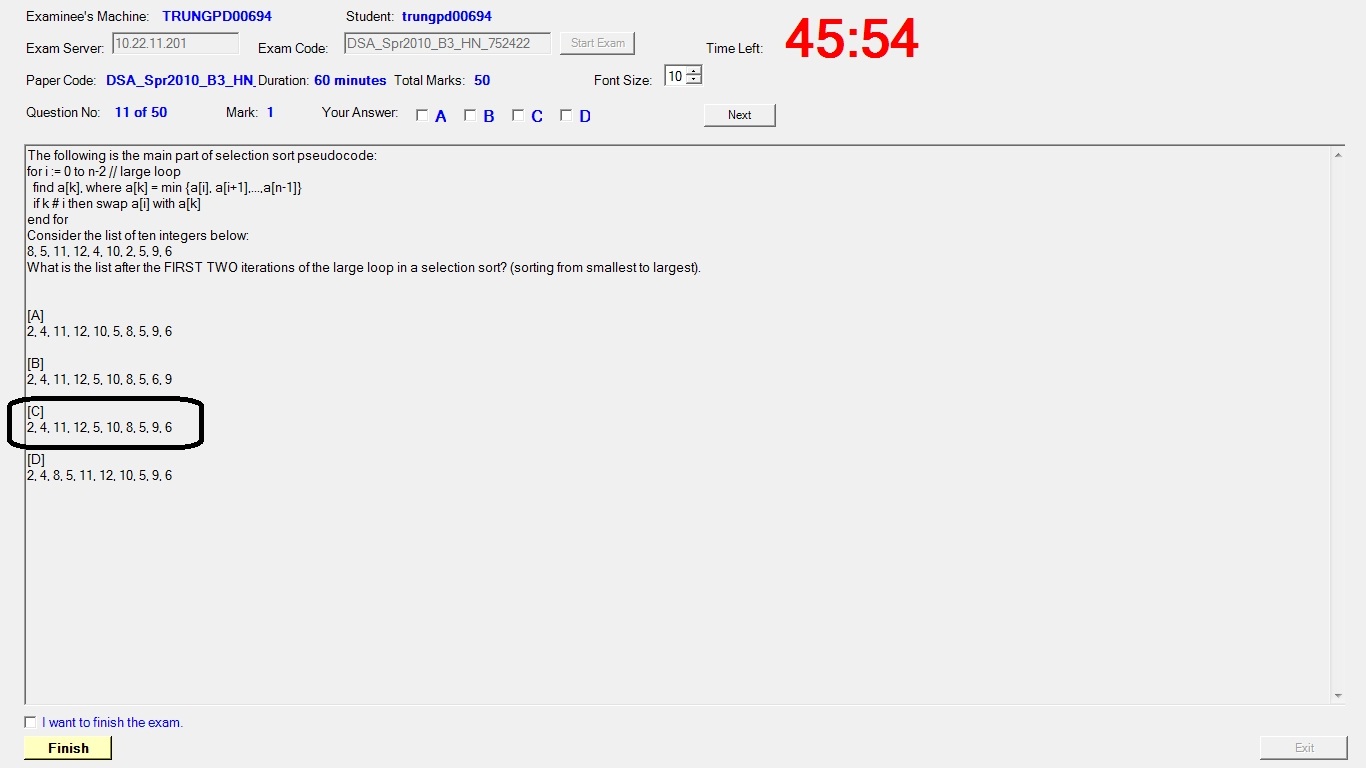 Examinee's Machine: TRUNGPD00694 Student: trungpd00694
Exam Server: 10.22.11.201 Exam Code: DSA_Spr2010_B3_HN_752422 Start Exam Time Left: 45:54
Paper Code: DSA_Spr2010_B3_HN_ Duration: 60 minutes Total Marks: 50 Font Size: 10
Question No: 11 of 50 Mark: 1 Your Answer: A B C D Next
The following is the main part of selection sort pseudocode:
for i := 0 to n-2 // large loop
find a[k], where a[k] = min {a[i], a[i+1],...,a[n-1]}
if k # i then swap a[i] with a[k]
end for
Consider the list of ten integers below:
8, 5, 11, 12, 4, 10, 2, 5, 9, 6
What is the list after the FIRST TWO iterations of the large loop in a selection sort? (sorting from smallest to largest).
[A]
2, 4, 11, 12, 10, 5, 8, 5, 9, 6
[B]
2, 4, 11, 12, 5, 10, 8, 5, 6, 9
[C]
2, 4, 11, 12, 5, 10, 8, 5, 9, 6
[D]
2, 4, 8, 5, 11, 12, 10, 5, 9, 6
I want to finish the exam.
Finish Exit